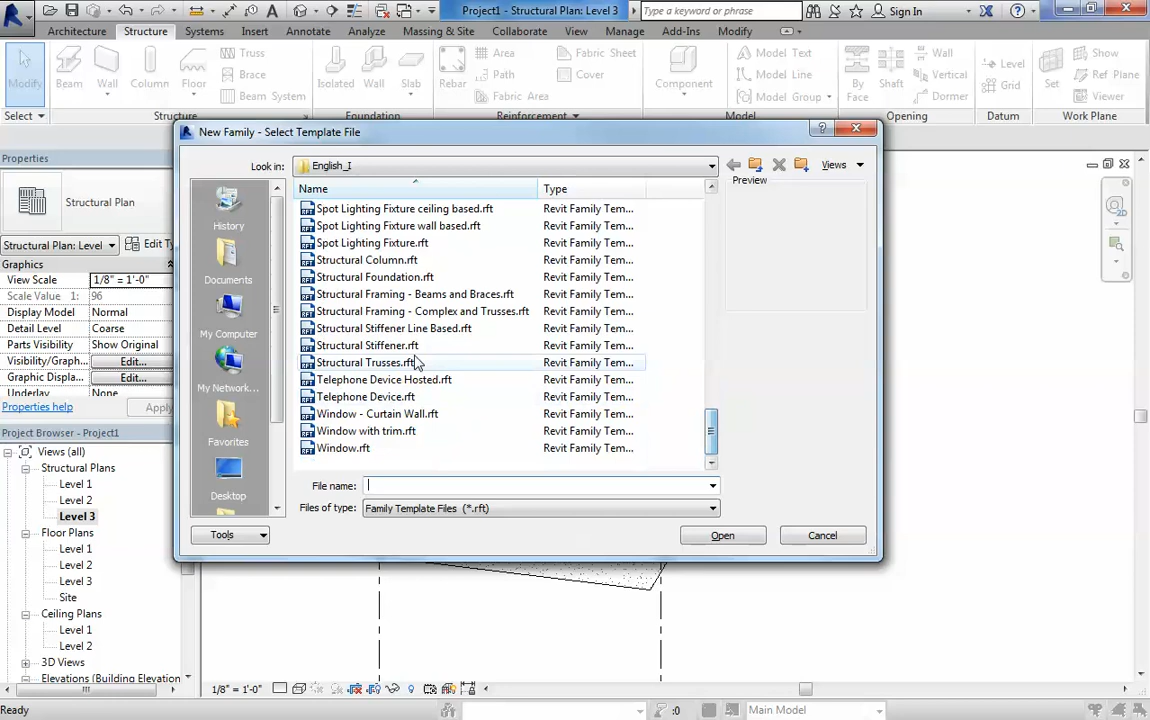 Project1 - Structural Plan: Level 3
Type a keyword or phrase
Sign In
Architecture
Structure
Systems
Insert
Annotate
Analyze
Massing & Site
Collaborate
View
Manage
Add-Ins
Modify
Modify
Beam
Wall
Column
Floor
Truss
Brace
Beam System
Isolated
Wall
Slab
Rebar
Area
Path
Fabric Area
Fabric Sheet
Cover
Component
Model Text
Model Line
Model Group
By
Face
Shaft
Wall
Vertical
Dormer
Level
Grid
Set
Show
Ref Plane
Viewer
Select
Structure
Foundation
Reinforcement
Model
Opening
Datum
Work Plane
Properties
Structural Plan
Structural Plan: Level
Edit Ty
Graphics
View Scale
1/8" = 1'-0"
Scale Value 1:
96
Display Model
Normal
Detail Level
Coarse
Parts Visibility
Show Original
Visibility/Graph...
Edit...
Graphic Displa...
Edit...
Underlay
None
Properties help
Apply
Project Browser - Project1
Views (all)
Structural Plans
Level 1
Level 2
Level 3
Floor Plans
Level 1
Level 2
Level 3
Site
Ceiling Plans
Level 1
Level 2
3D Views
Elevations (Building Elevation
New Family - Select Template File
Look in:
English_I
Views
Preview
Name
Type
History
Documents
My Computer
My Network...
Favorites
Desktop
Spot Lighting Fixture ceiling based.rft Revit Family Tem...
Spot Lighting Fixture wall based.rft Revit Family Tem...
Spot Lighting Fixture.rft Revit Family Tem...
Structural Column.rft Revit Family Tem...
Structural Foundation.rft Revit Family Tem...
Structural Framing - Beams and Braces.rft Revit Family Tem...
Structural Framing - Complex and Trusses.rft Revit Family Tem...
Structural Stiffener Line Based.rft Revit Family Tem...
Structural Stiffener.rft Revit Family Tem...
Structural Trusses.rft Revit Family Tem...
Telephone Device Hosted.rft Revit Family Tem...
Telephone Device.rft Revit Family Tem...
Window - Curtain Wall.rft Revit Family Tem...
Window with trim.rft Revit Family Tem...
Window.rft Revit Family Tem...
File name:
Files of type:
Family Template Files (*.rft)
Tools
Open
Cancel
1/8" = 1'-0"
Ready
:0
Main Model